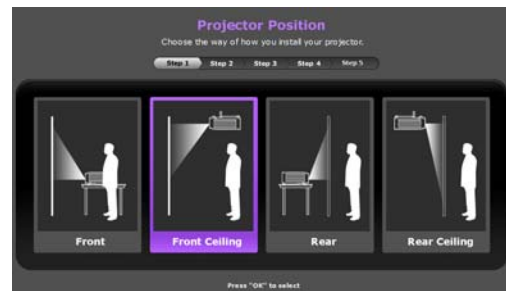 Projector Position
Choose the way of how you install your projector.
Step 1 Step 2 Step 3 Step 4 Step 5
Front Front Ceiling Rear Rear Ceiling
Press "OK" to select